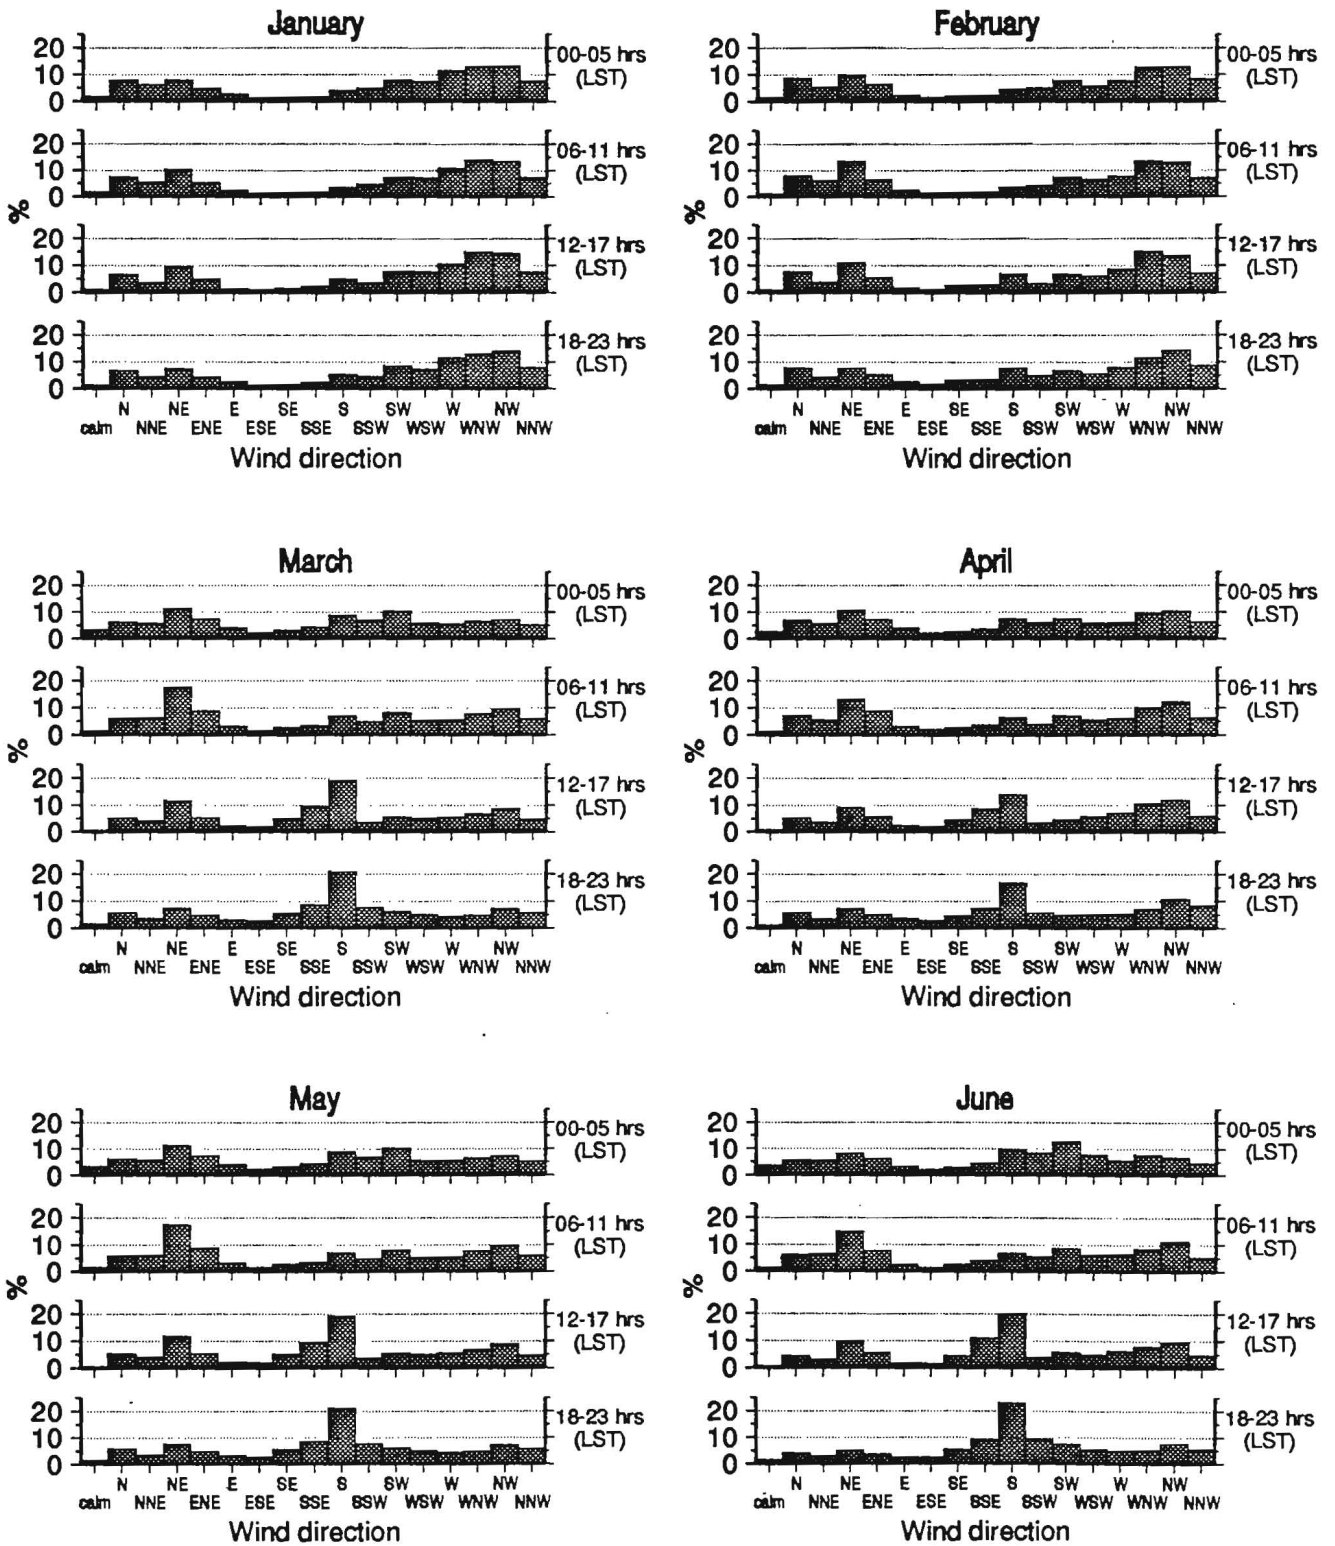 January
20
10
0
00-05 hrs
(LST)
20
10
0
06-11 hrs
(LST)
%
20
10
0
12-17 hrs
(LST)
20
10
0
18-23 hrs
(LST)
N NE E SE S SW W NW
calm NNE ENE ESE SSE SSW WSW WNW NNW
Wind direction
February
20
10
0
00-05 hrs
(LST)
20
10
0
06-11 hrs
(LST)
%
20
10
0
12-17 hrs
(LST)
20
10
0
18-23 hrs
(LST)
N NE E SE S SW W NW
calm NNE ENE ESE SSE SSW WSW WNW NNW
Wind direction
March
20
10
0
00-05 hrs
(LST)
20
10
0
06-11 hrs
(LST)
%
20
10
0
12-17 hrs
(LST)
20
10
0
18-23 hrs
(LST)
N NE E SE S SW W NW
calm NNE ENE ESE SSE SSW WSW WNW NNW
Wind direction
April
20
10
0
00-05 hrs
(LST)
20
10
0
06-11 hrs
(LST)
%
20
10
0
12-17 hrs
(LST)
20
10
0
18-23 hrs
(LST)
N NE E SE S SW W NW
calm NNE ENE ESE SSE SSW WSW WNW NNW
Wind direction
May
20
10
0
00-05 hrs
(LST)
20
10
0
06-11 hrs
(LST)
%
20
10
0
12-17 hrs
(LST)
20
10
0
18-23 hrs
(LST)
N NE E SE S SW W NW
calm NNE ENE ESE SSE SSW WSW WNW NNW
Wind direction
June
20
10
0
00-05 hrs
(LST)
20
10
0
06-11 hrs
(LST)
%
20
10
0
12-17 hrs
(LST)
20
10
0
18-23 hrs
(LST)
N NE E SE S SW W NW
calm NNE ENE ESE SSE SSW WSW WNW NNW
Wind direction